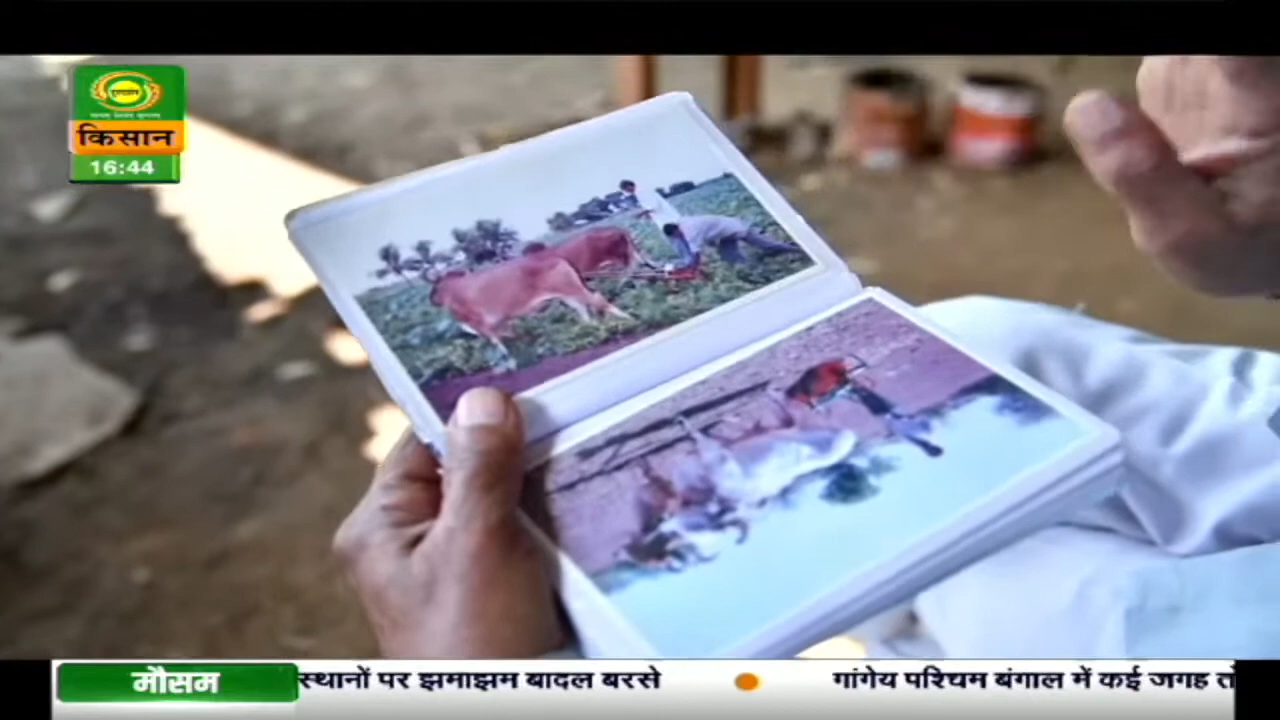 किसान
16:44
मौसम
स्थानों पर झमाझम बादल बरसे
गांगेय पश्चिम बंगाल में कई जगह